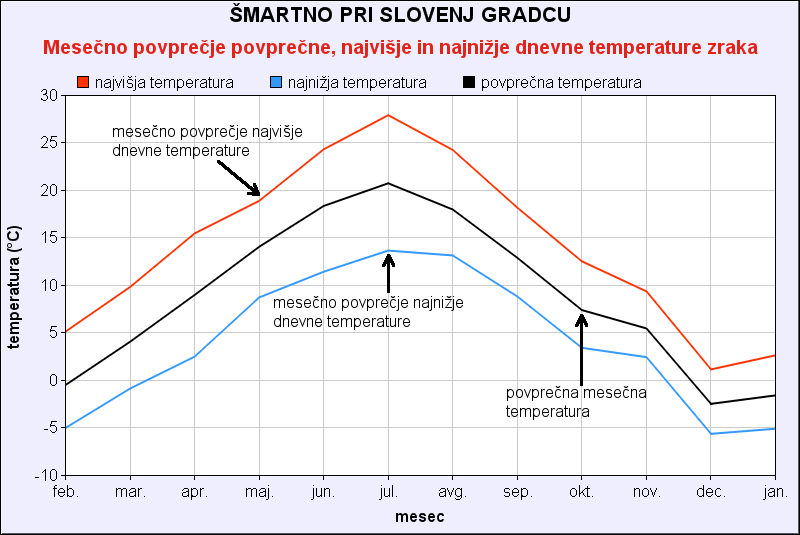 ŠMARTNO PRI SLOVENJ GRADCU
Mesečno povprečje povprečne, najvišje in najnižje dnevne temperature zraka
najvišja temperatura
najnižja temperatura
povprečna temperatura
temperatura (°C)
30
25
20
15
10
5
0
-5
-10
mesečno povprečje najvišje
dnevne temperature
mesečno povprečje najnižje
dnevne temperature
povprečna mesečna
temperatura
feb.
mar.
apr.
maj.
jun.
jul.
avg.
sep.
okt.
nov.
dec.
jan.
mesec